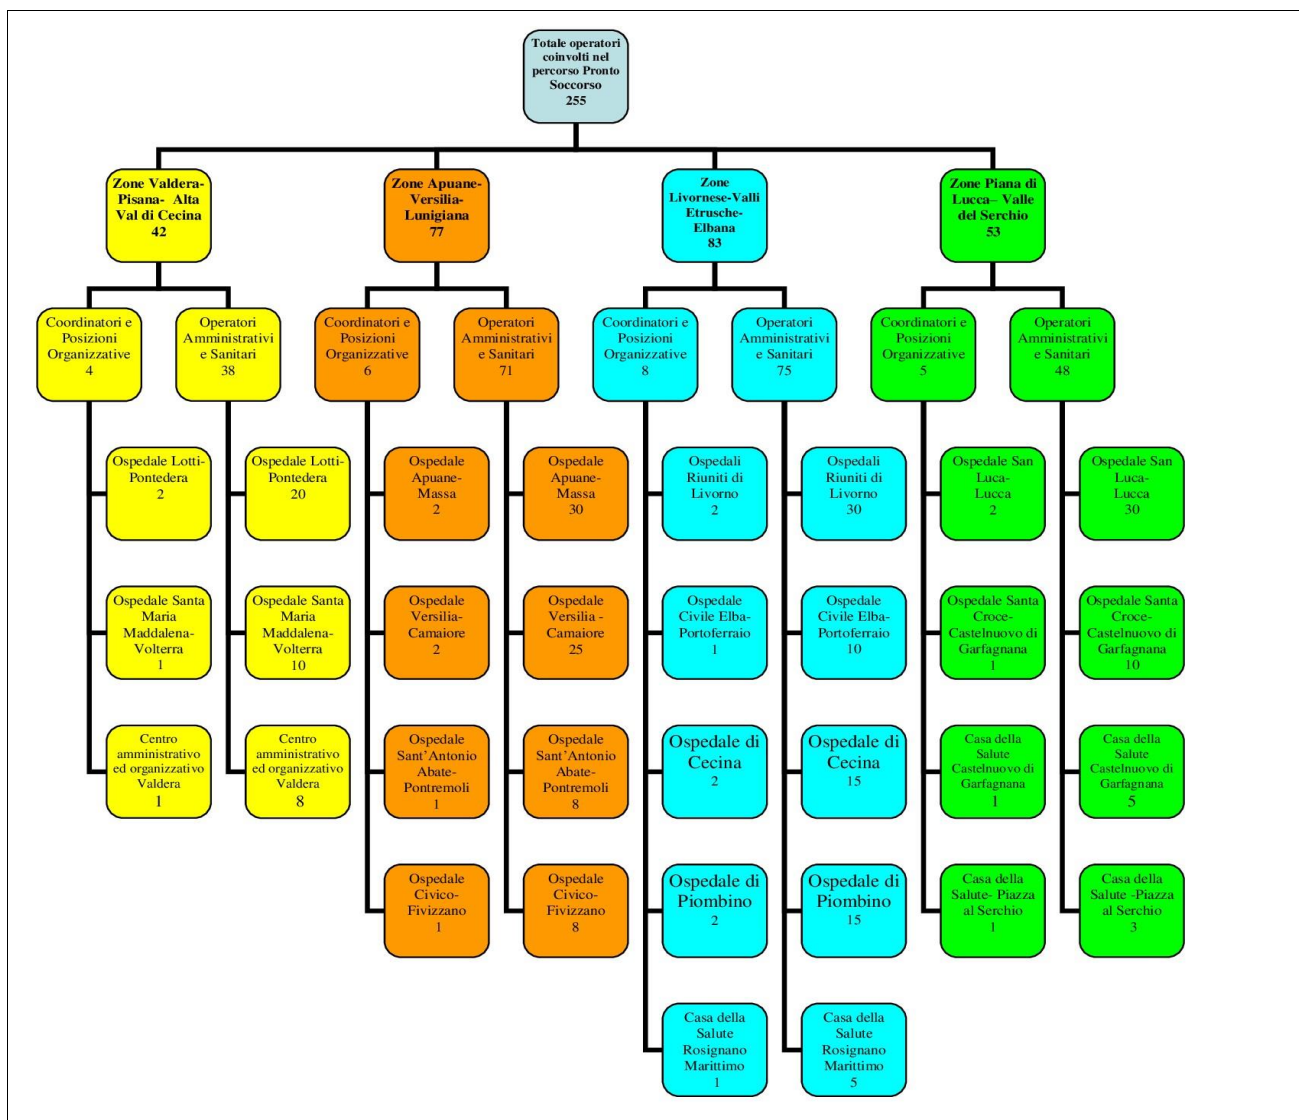 Totale operatori
coinvolti nel
percorso Pronto
Soccorso
255
Zone Valdera-
Pisana- Alta
Val di Cecina
42
Zone Apuane-
Versilia-
Lunigiana
77
Zone
Livornese-Valli
Etrusche-
Elbana
83
Zone Piana di
Lucca– Valle
del Serchio
53
Coordinatori e
Posizioni
Organizzative
4
Operatori
Amministrativi
e Sanitari
38
Coordinatori e
Posizioni
Organizzative
6
Operatori
Amministrativi
e Sanitari
71
Coordinatori e
Posizioni
Organizzative
8
Operatori
Amministrativi
e Sanitari
75
Coordinatori e
Posizioni
Organizzative
5
Operatori
Amministrativi
e Sanitari
48
Ospedale Lotti-
Pontedera
2
Ospedale Lotti-
Pontedera
20
Ospedale
Apuane-
Massa
2
Ospedale
Apuane-
Massa
30
Ospedali
Riuniti di
Livorno
2
Ospedali
Riuniti di
Livorno
30
Ospedale San
Luca-
Lucca
2
Ospedale San
Luca-
Lucca
30
Ospedale Santa
Maria
Maddalena-
Volterra
1
Ospedale Santa
Maria
Maddalena-
Volterra
10
Ospedale
Versilia-
Camaiore
2
Ospedale
Versilia -
Camaiore
25
Ospedale
Civile Elba-
Portoferraio
1
Ospedale
Civile Elba-
Portoferraio
10
Ospedale Santa
Croce-
Castelnuovo di
Garfagnana
1
Ospedale Santa
Croce-
Castelnuovo di
Garfagnana
10
Centro
amministrativo
ed organizzativo
Valdera
1
Centro
amministrativo
ed organizzativo
Valdera
8
Ospedale
Sant’Antonio
Abate-
Pontremoli
1
Ospedale
Sant’Antonio
Abate-
Pontremoli
8
Ospedale di
Cecina
2
Ospedale di
Cecina
15
Casa della
Salute
Castelnuovo di
Garfagnana
1
Casa della
Salute
Castelnuovo di
Garfagnana
5
Ospedale
Civico-
Fivizzano
1
Ospedale
Civico-
Fivizzano
8
Ospedale di
Piombino
2
Ospedale di
Piombino
15
Casa della
Salute- Piazza
al Serchio
1
Casa della
Salute -Piazza
al Serchio
3
Casa della
Salute
Rosignano
Marittimo
1
Casa della
Salute
Rosignano
Marittimo
5